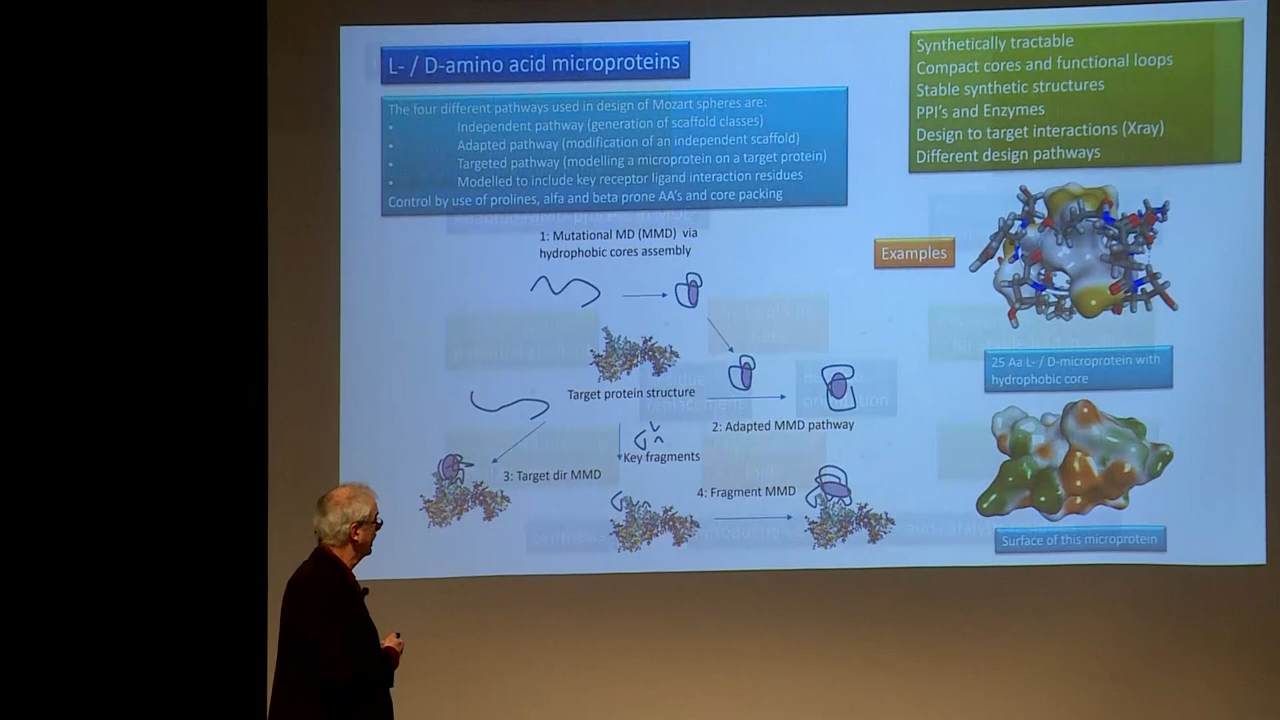 L- / D-amino acid microproteins
The four different pathways used in design of Mozart spheres are:
• Independent pathway (generation of scaffold classes)
• Adapted pathway (modification of an independent scaffold)
• Targeted pathway (modelling a microprotein on a target protein)
• Modelled to include key receptor ligand interaction residues
Control by use of prolines, alfa and beta prone AA's and core packing
Synthetically tractable
Compact cores and functional loops
Stable synthetic structures
PPI's and Enzymes
Design to target interactions (Xray)
Different design pathways
1: Mutational MD (MMD) via
hydrophobic cores assembly
Examples
Target protein structure
2: Adapted MMD pathway
Key fragments
3: Target dir MMD
4: Fragment MMD
25 Aa L- / D-microprotein with
hydrophobic core
Surface of this microprotein